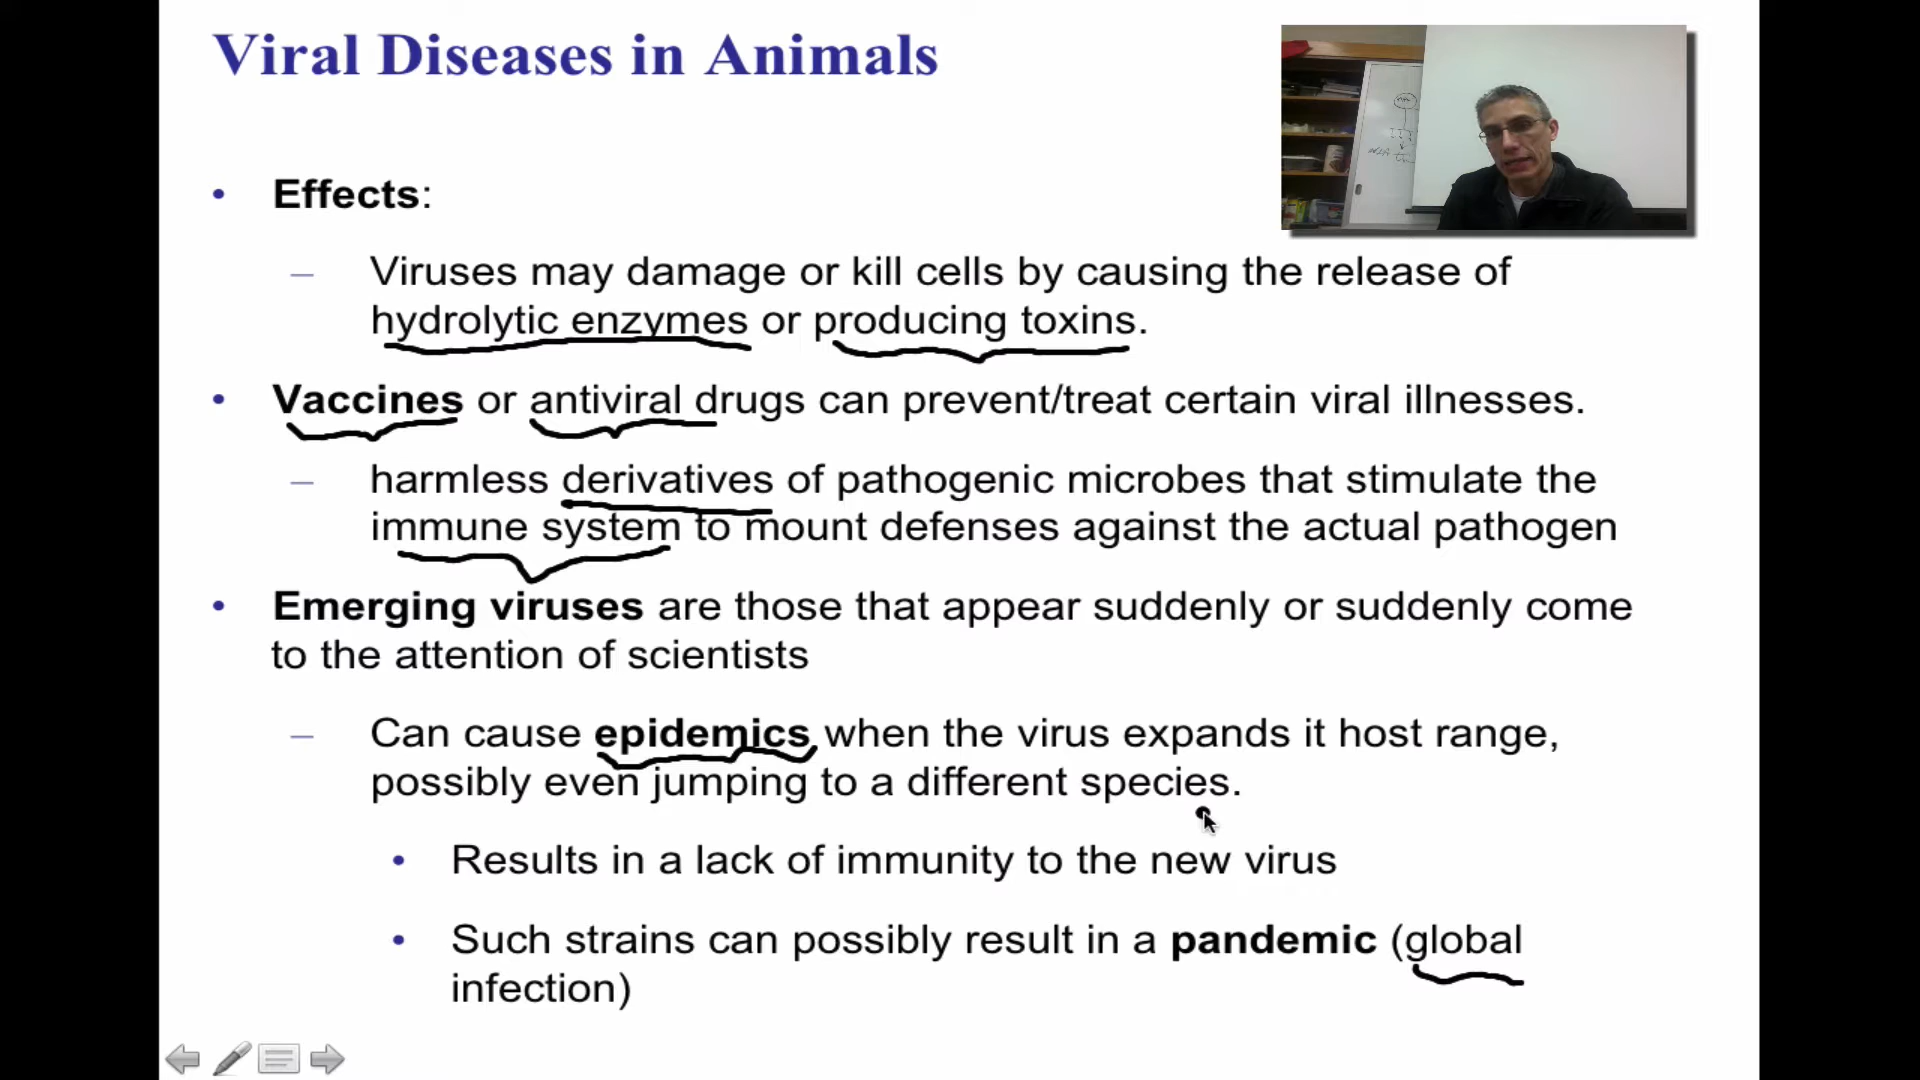 Viral Diseases in Animals
• Effects:
– Viruses may damage or kill cells by causing the release of
hydrolytic enzymes or producing toxins.
• Vaccines or antiviral drugs can prevent/treat certain viral illnesses.
– harmless derivatives of pathogenic microbes that stimulate the
immune system to mount defenses against the actual pathogen
• Emerging viruses are those that appear suddenly or suddenly come
to the attention of scientists
– Can cause epidemics when the virus expands it host range,
possibly even jumping to a different species.
• Results in a lack of immunity to the new virus
• Such strains can possibly result in a pandemic (global
infection)